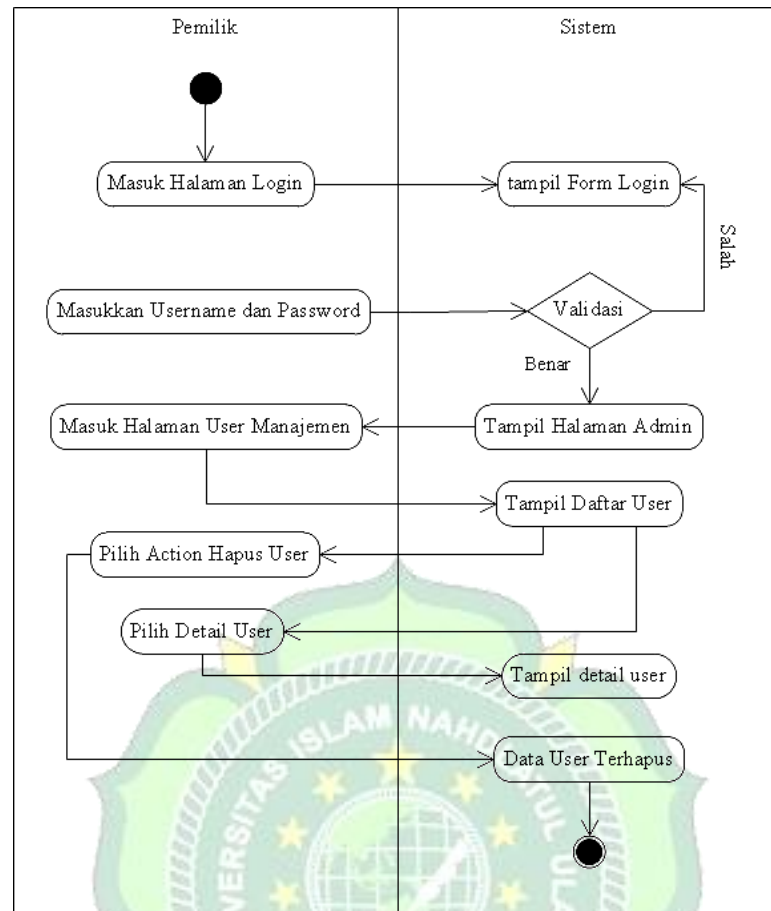 Pemilik
Sistem
Masuk Halaman Login
tampil Form Login
Salah
Masukkan Username dan Password
Validasi
Benar
Masuk Halaman User Manajemen
Tampil Halaman Admin
Tampil Daftar User
Pilih Action Hapus User
Pilih Detail User
Tampil detail user
Data User Terhapus
ISLAM